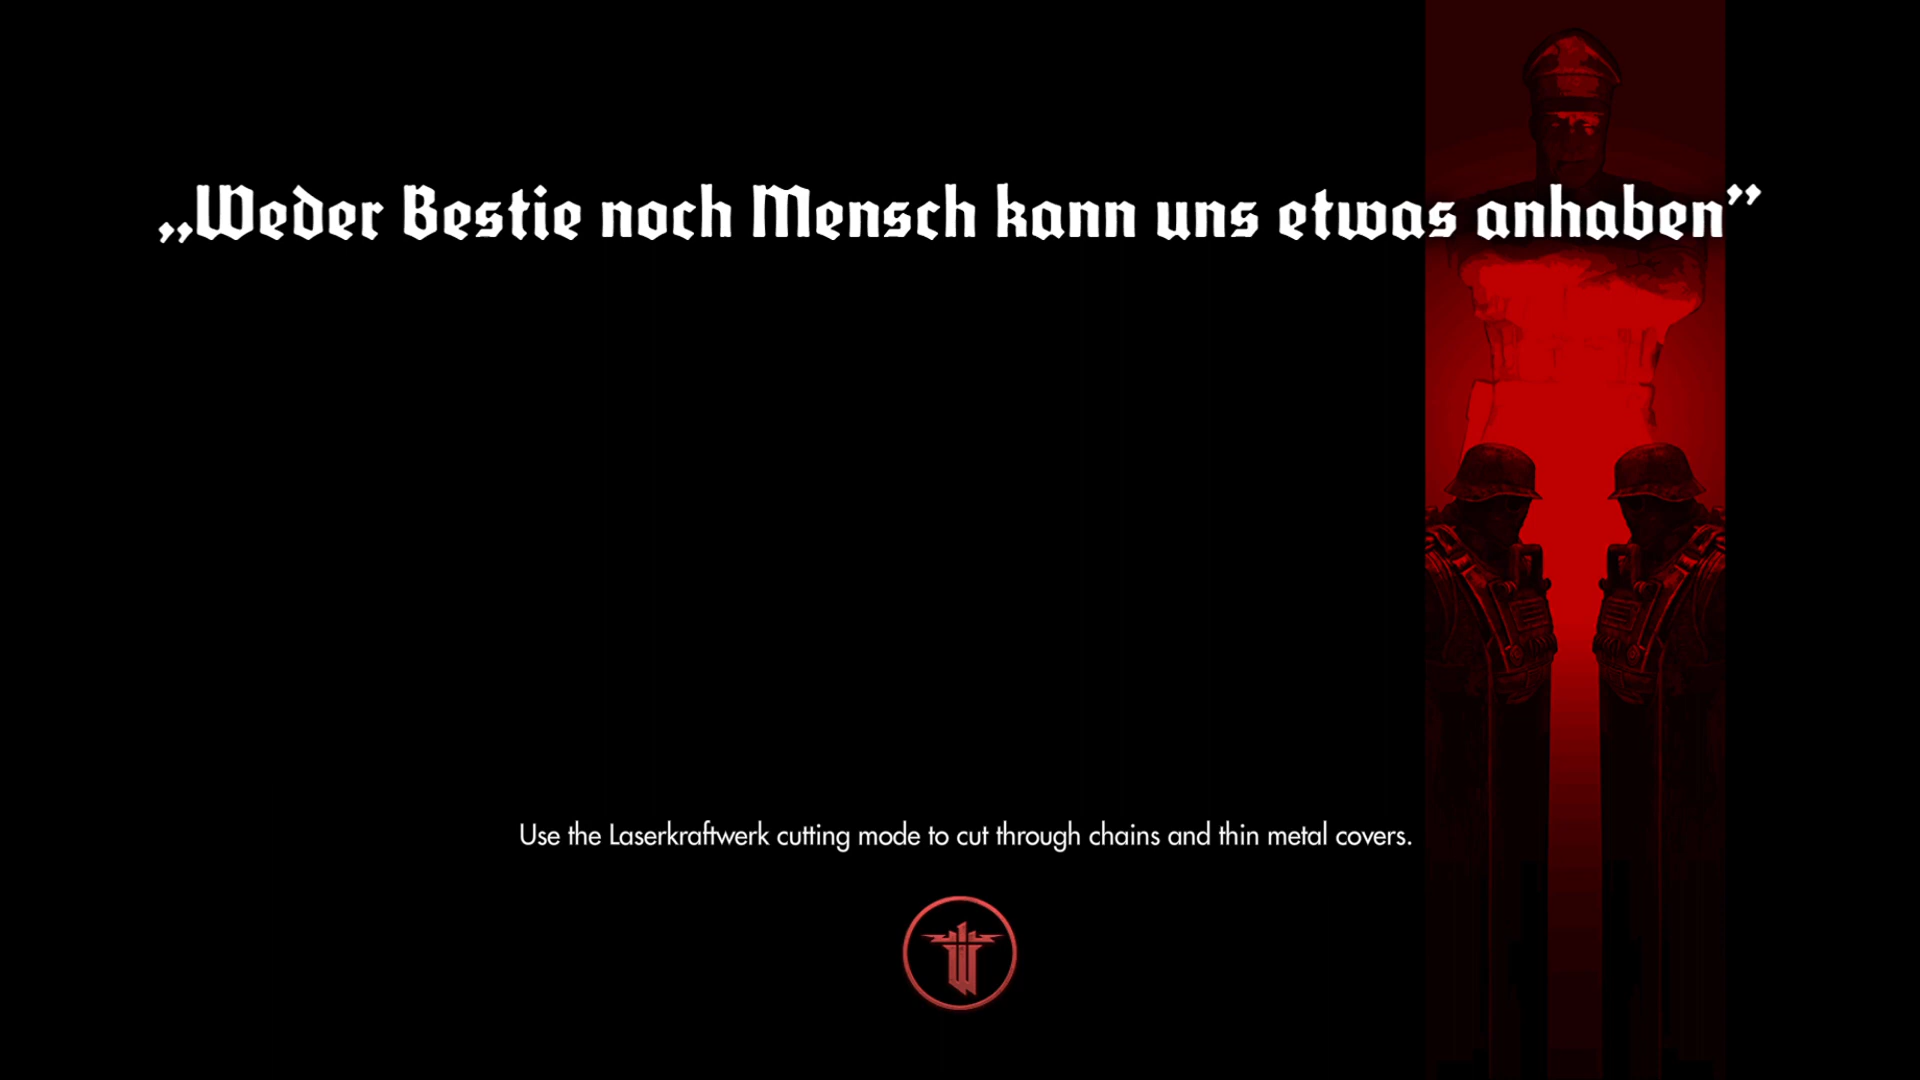 „Weder Bestie noch Mensch kann uns etwas anhaben”
Use the Laserkraftwerk cutting mode to cut through chains and thin metal covers.